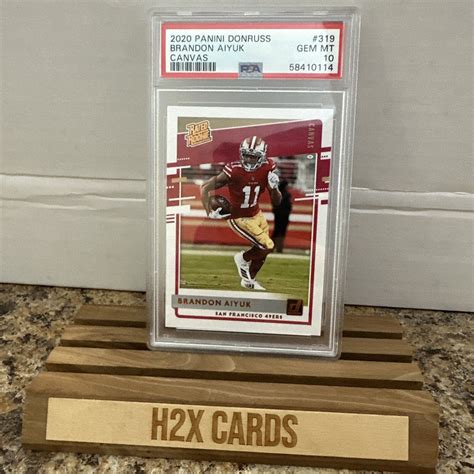 2020 PANINI DONRUSS #319
BRANDON AIYUK GEM MT
CANVAS 10
PSA 58410114
RATED ROOKIE
CANVAS
11
BRANDON AIYUK
SAN FRANCISCO 49ERS
H2X CARDS